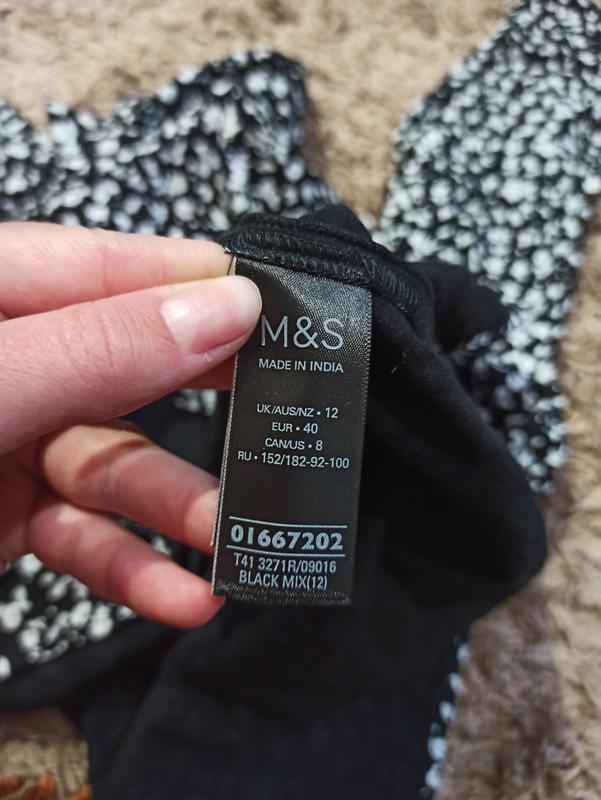 M&S
MADE IN INDIA
UK/AUS/NZ • 12
EUR • 40
CAN/US • 8
RU • 152/182-92-100
01667202
T41 3271R/09016
BLACK MIX(12)